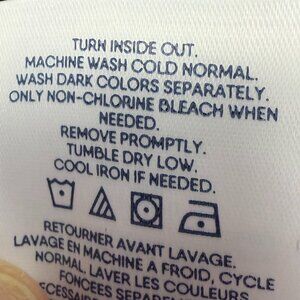 TURN INSIDE OUT.
MACHINE WASH COLD NORMAL.
WASH DARK COLORS SEPARATELY.
ONLY NON-CHLORINE BLEACH WHEN
NEEDED.
REMOVE PROMPTLY.
TUMBLE DRY LOW.
COOL IRON IF NEEDED.
RETOURNER AVANT LAVAGE.
LAVAGE EN MACHINE A FROID, CYCLE
NORMAL. LAVER LES COULEURS
FONCÉES